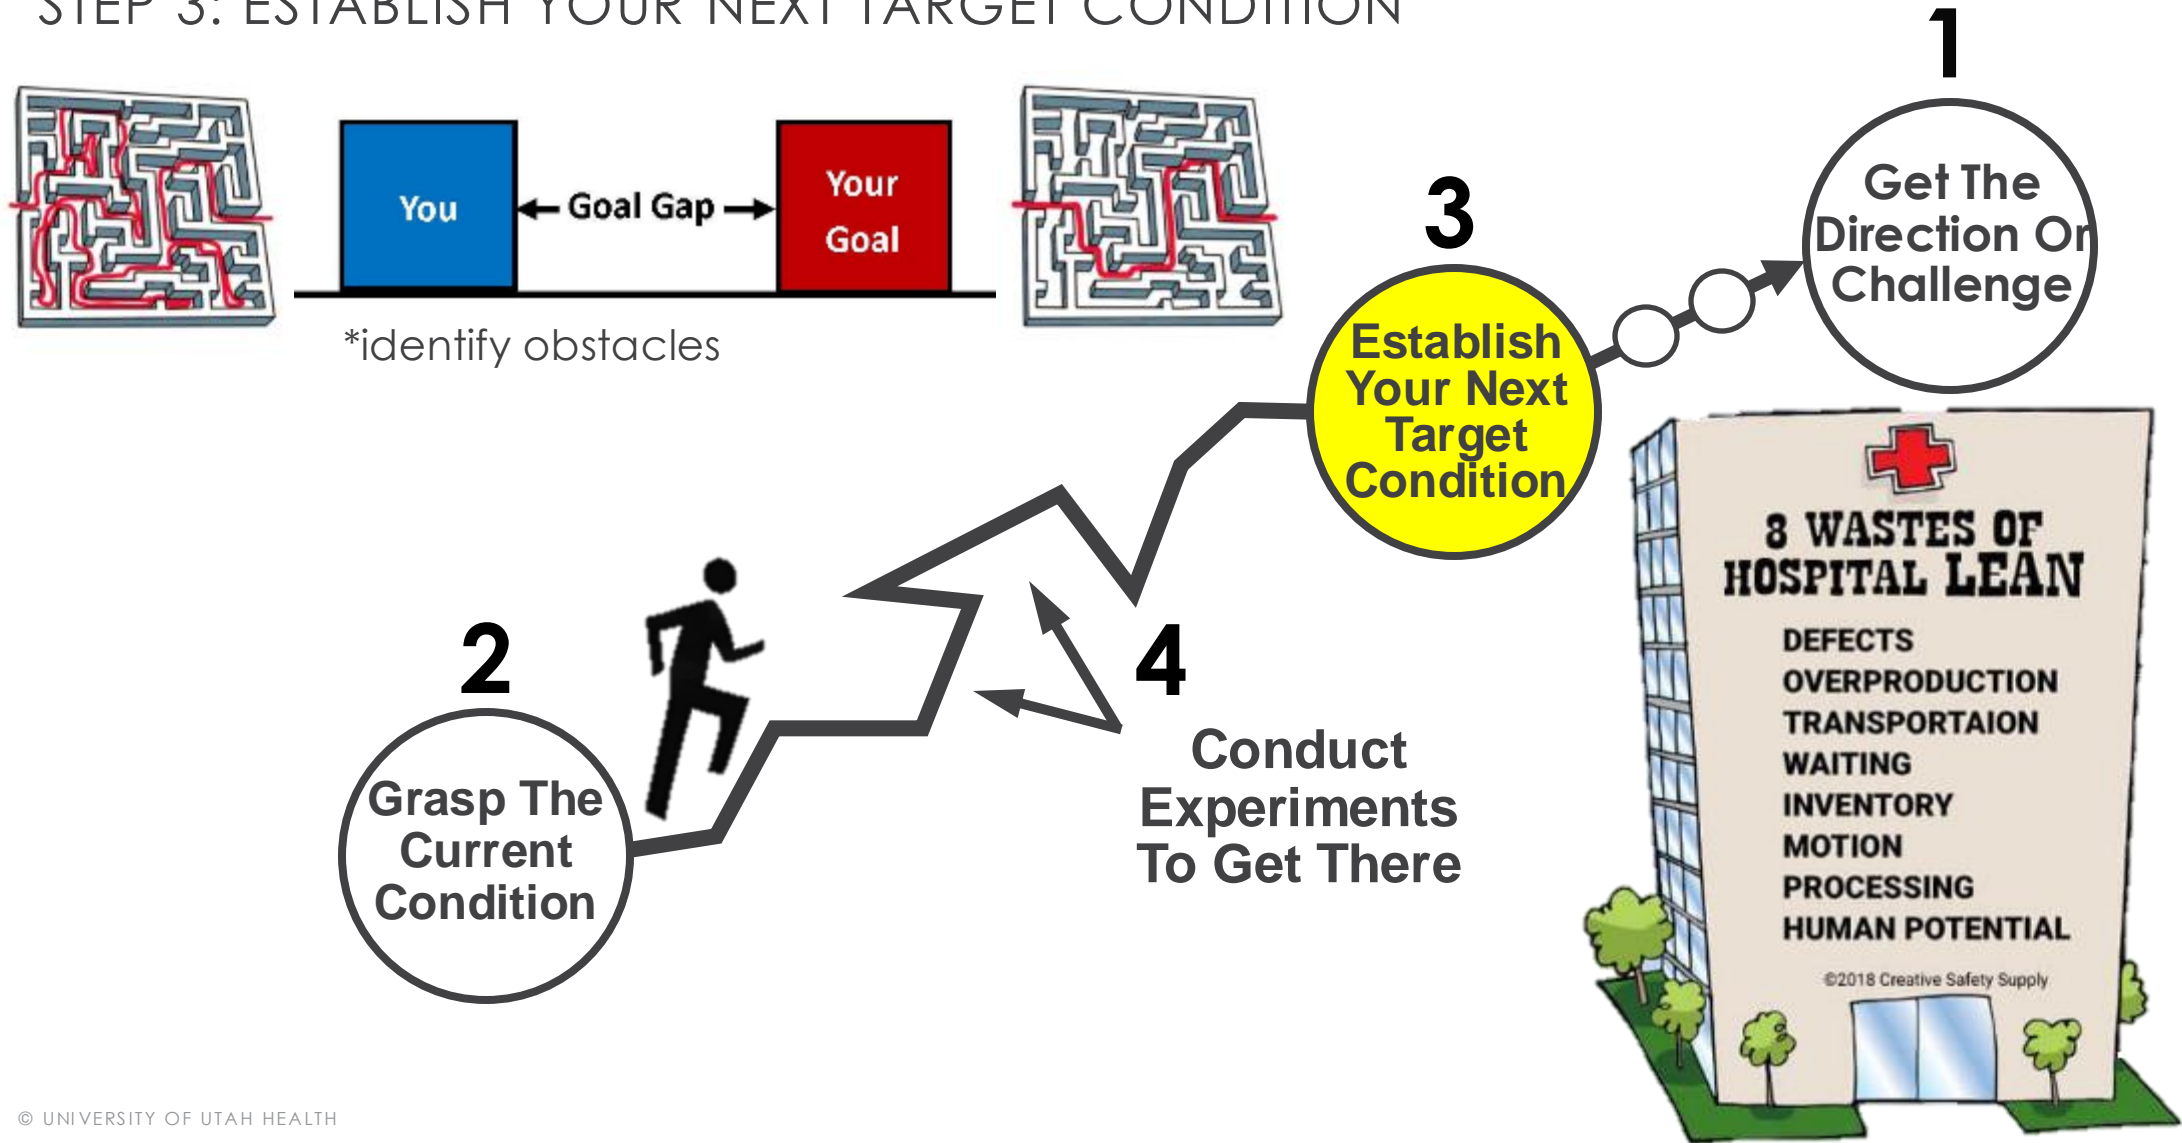 STEP 3: ESTABLISH YOUR NEXT TARGET CONDITION
You
Goal Gap
Your
Goal
*identify obstacles
1
Get The
Direction Or
Challenge
3
Establish
Your Next
Target
Condition
2
Grasp The
Current
Condition
4
Conduct
Experiments
To Get There
8 WASTES OF
HOSPITAL LEAN
DEFECTS
OVERPRODUCTION
TRANSPORTAION
WAITING
INVENTORY
MOTION
PROCESSING
HUMAN POTENTIAL
©2018 Creative Safety Supply
© UNIVERSITY OF UTAH HEALTH